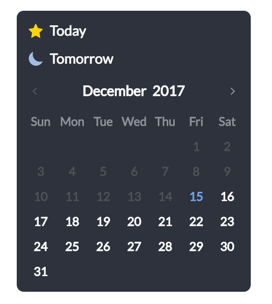 Today
Tomorrow
December 2017
Sun Mon Tue Wed Thu Fri Sat
1 2
3 4 5 6 7 8 9
10 11 12 13 14 15 16
17 18 19 20 21 22 23
24 25 26 27 28 29 30
31